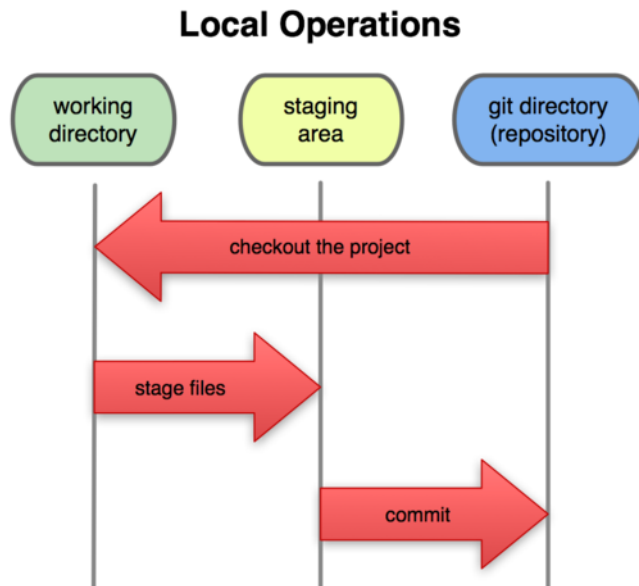 Local Operations
working
directory
staging
area
git directory
(repository)
checkout the project
stage files
commit